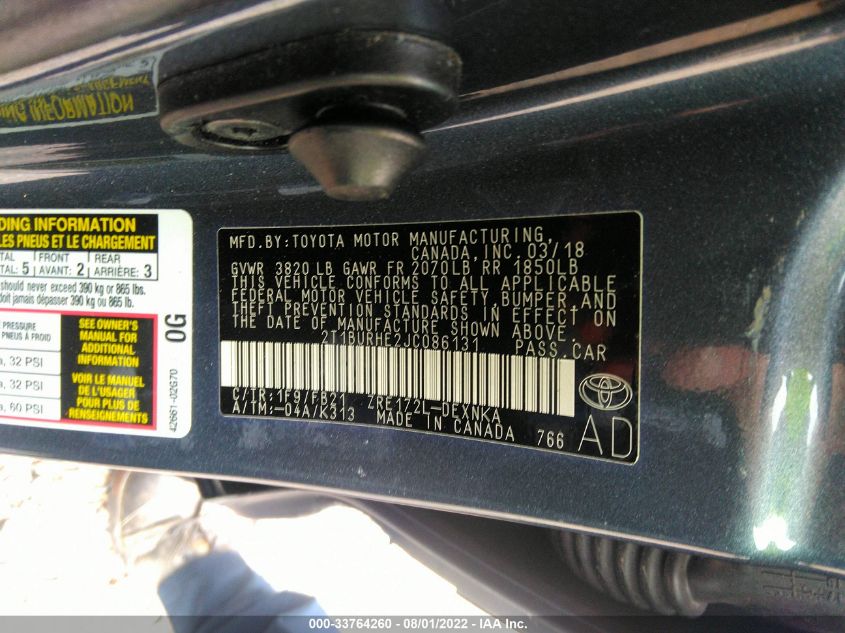 DING INFORMATION
LES PNEUS ET LE CHARGEMENT
TAL FRONT REAR
TAL: 5 AVANT: 2 ARRIÈRE: 3
should never exceed 390 kg or 865 lbs.
doit jamais dépasser 390 kg ou 865 lb.
PRESSURE
PNEUS À FROID
a, 32 PSI
a, 32 PSI
a, 60 PSI
SEE OWNER'S
MANUAL FOR
ADDITIONAL
INFORMATION
VOIR LE MANUEL
DE L'USAGER
POUR PLUS DE
RENSEIGNEMENTS
0G
42661-02G70
MFD.BY:TOYOTA MOTOR MANUFACTURING,
CANADA,INC.03/18
GVWR 3820LB GAWR FR 2070LB RR 1850LB
THIS VEHICLE CONFORMS TO ALL APPLICABLE
FEDERAL MOTOR VEHICLE SAFETY,BUMPER,AND
THEFT PREVENTION STANDARDS IN EFFECT ON
THE DATE OF MANUFACTURE SHOWN ABOVE.
2T1BURHE2JC086131 PASS.CAR
C/TR:1F9/FB21 ZRE172L-DEXNKA
A/TM:-04A/K313 MADE IN CANADA 766
AD
000-33764260 - 08/01/2022 - IAA Inc.